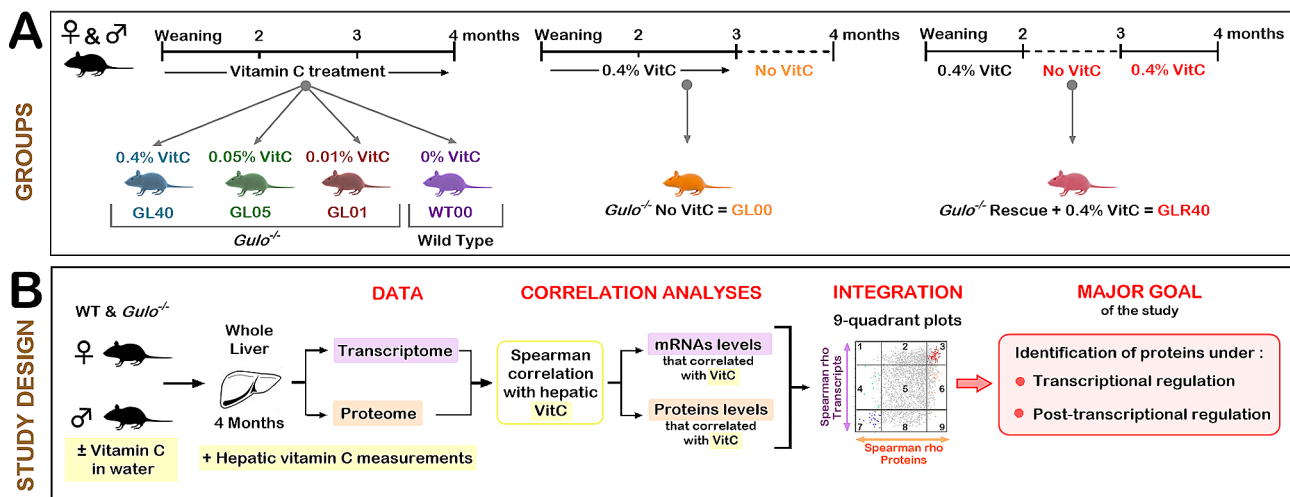 A
GROUPS
♀ & ♂
Weaning 2 3 4 months
Vitamin C treatment
0.4% VitC 0.05% VitC 0.01% VitC 0% VitC
GL40 GL05 GL01 WT00
Gulo-/- Wild Type
Weaning 2 3 4 months
0.4% VitC No VitC
Gulo-/- No VitC = GL00
Weaning 2 3 4 months
0.4% VitC No VitC 0.4% VitC
Gulo-/- Rescue + 0.4% VitC = GLR40
B
STUDY DESIGN
WT & Gulo-/-
♀
♂
± Vitamin C
in water
Whole
Liver
4 Months
+ Hepatic vitamin C measurements
DATA
Transcriptome
Proteome
CORRELATION ANALYSES
Spearman
correlation
with hepatic
VitC
mRNAs levels
that correlated
with VitC
Proteins levels
that correlated
with VitC
INTEGRATION
9-quadrant plots
Spearman rho
Transcripts
1 2 3
4 5 6
7 8 9
Spearman rho
Proteins
MAJOR GOAL
of the study
Identification of proteins under :
Transcriptional regulation
Post-transcriptional regulation